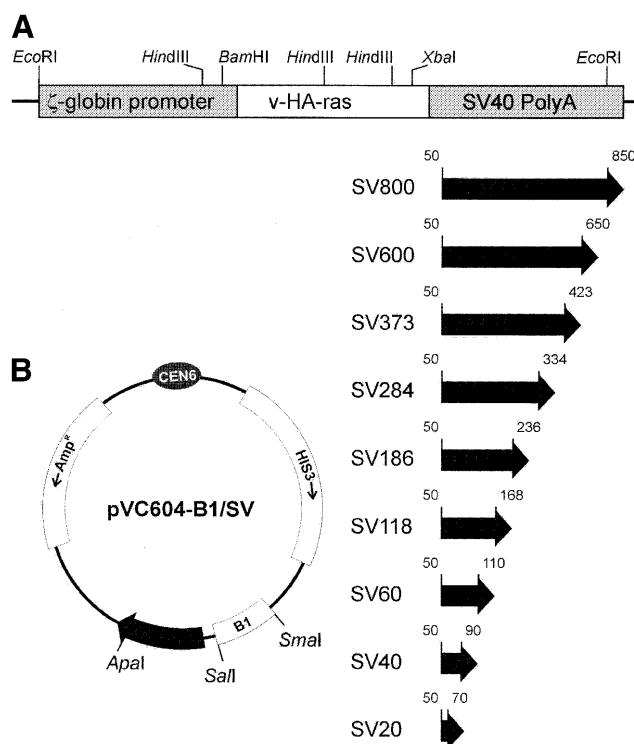 A
EcoRI HindIII BamHI HindIII HindIII XbaI EcoRI
ζ-globin promoter v-HA-ras SV40 PolyA
50 850
SV800
50 650
SV600
50 423
SV373
50 334
SV284
50 236
SV186
50 168
SV118
50 110
SV60
50 90
SV40
50 70
SV20
B
CEN6
Ampᴿ
HIS3
pVC604-B1/SV
B1
SmaI
SalI
ApaI